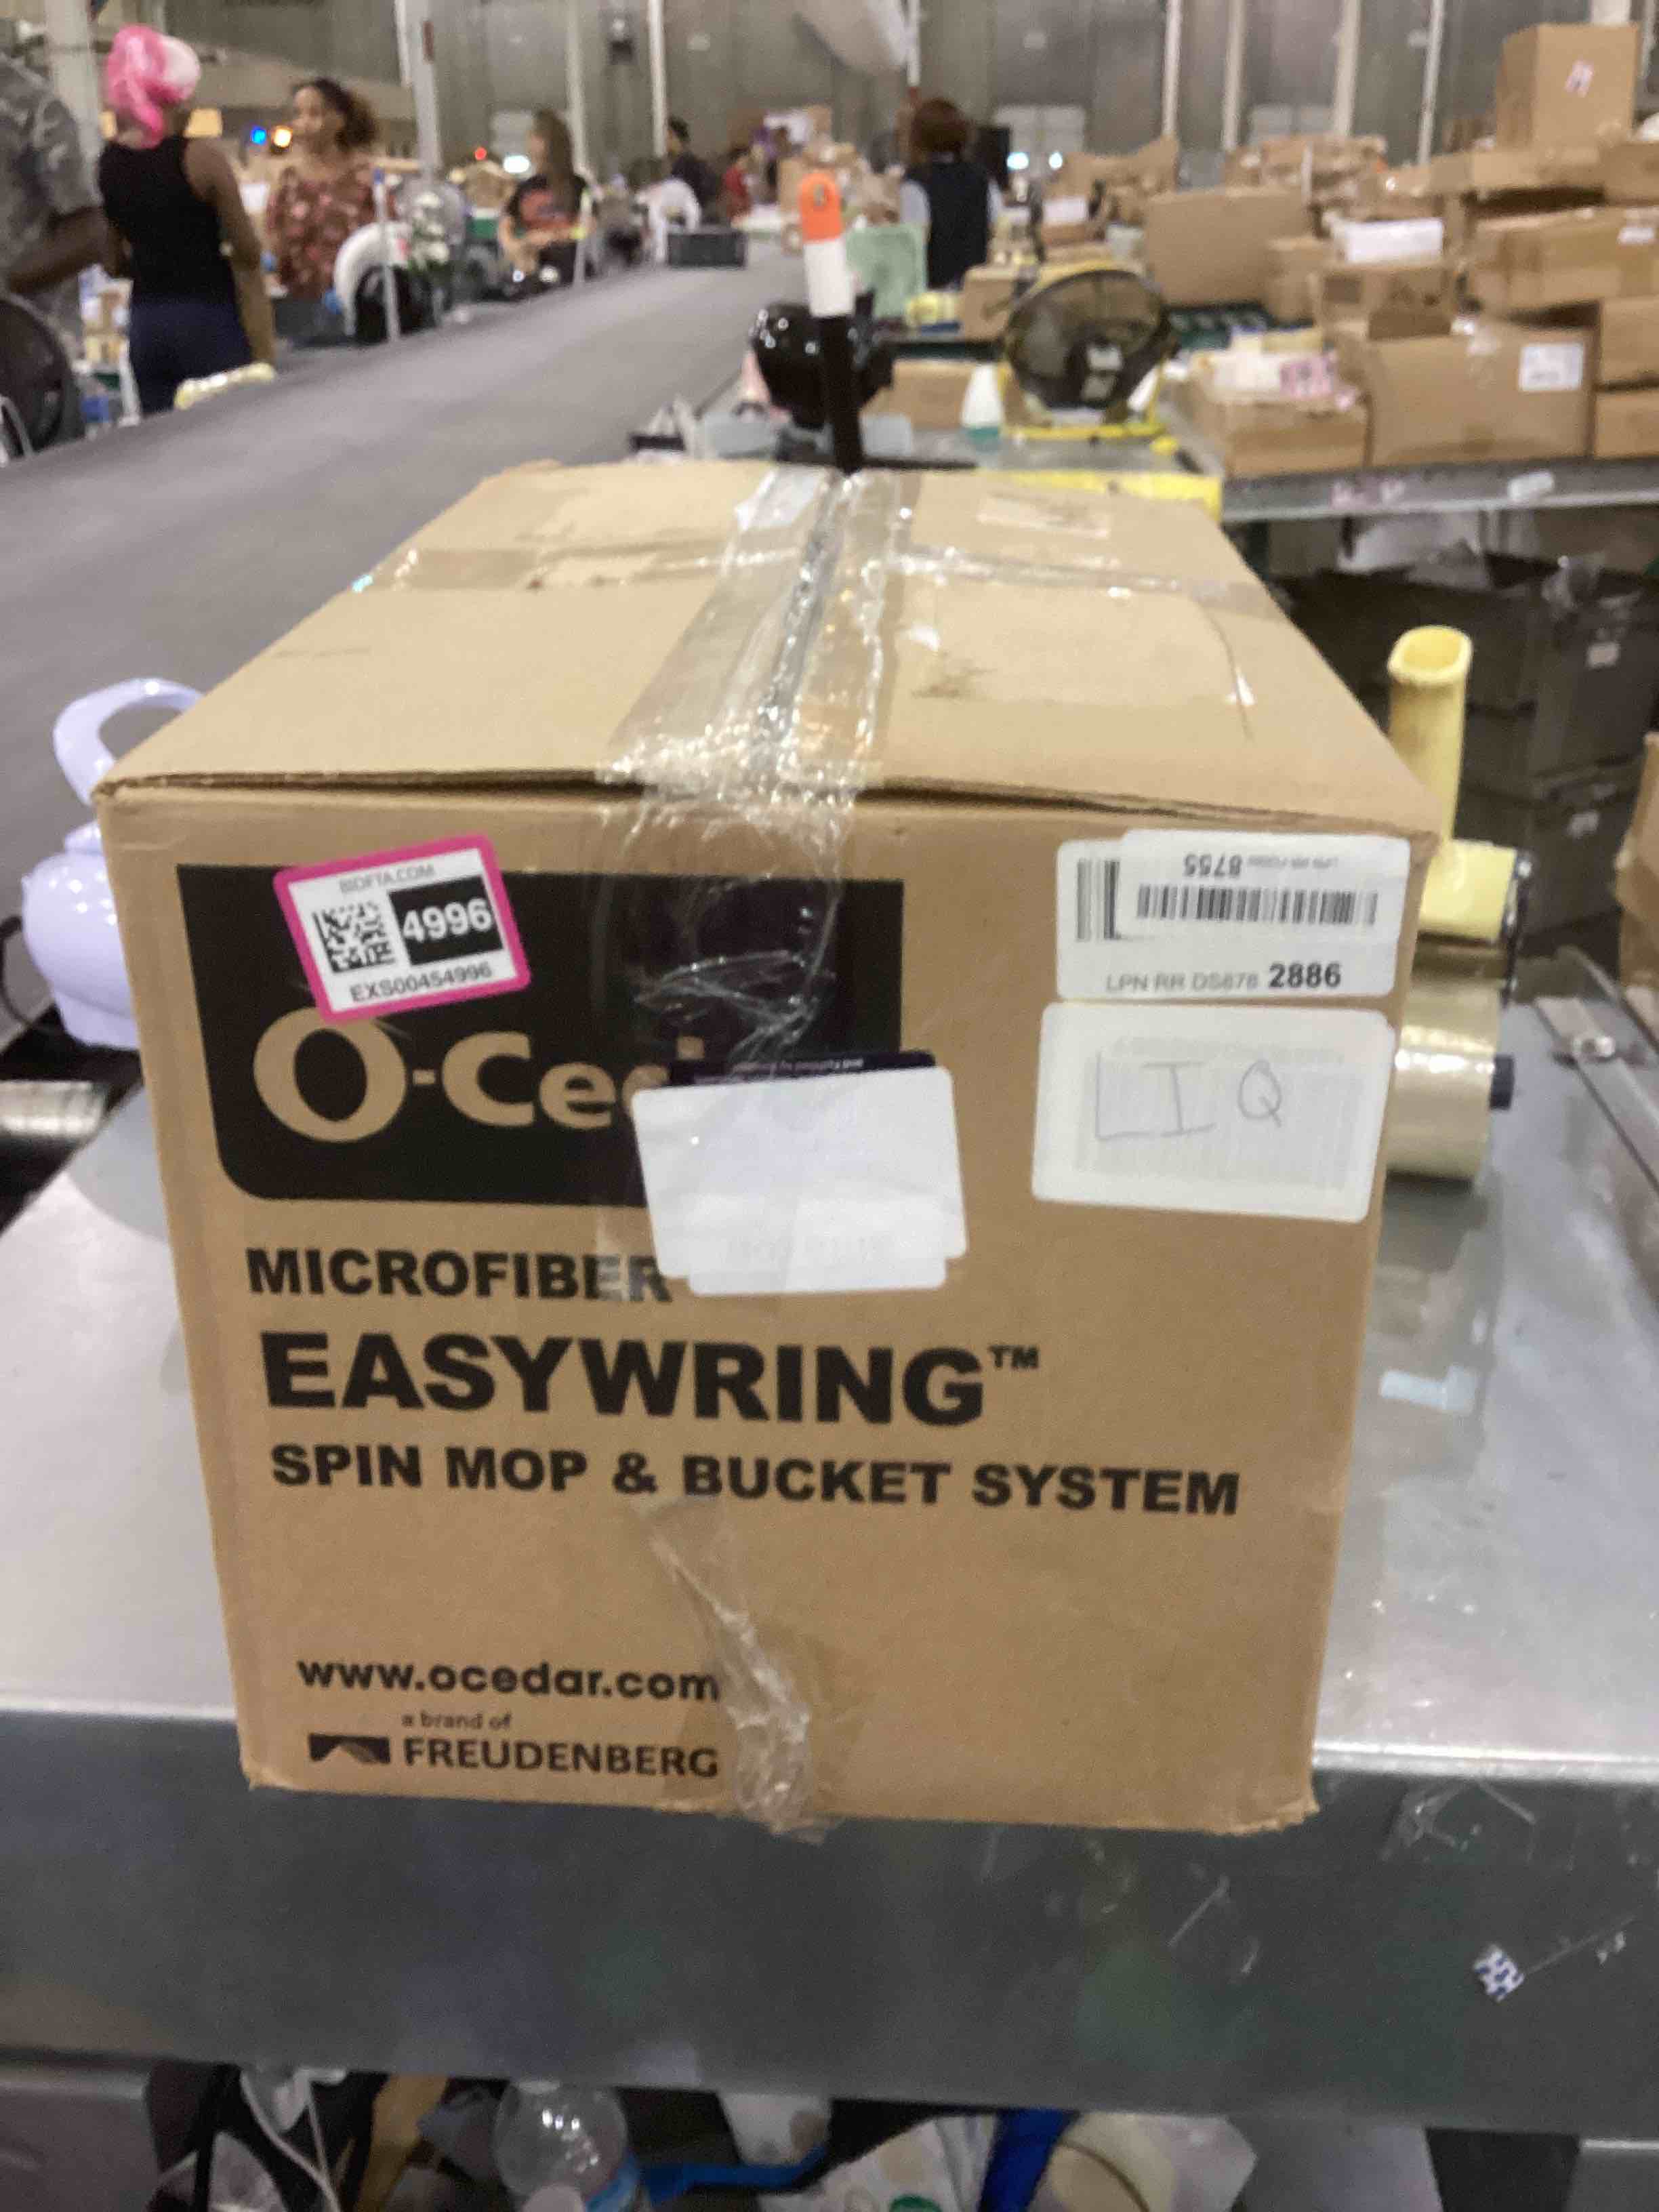 BIDFTA.COM
4996
EXS00454996
8755
LPN RR DS678 2886
LIQ
O-Ced
MICROFIBER
EASYWRING™
SPIN MOP & BUCKET SYSTEM
www.ocedar.com
a brand of
FREUDENBERG